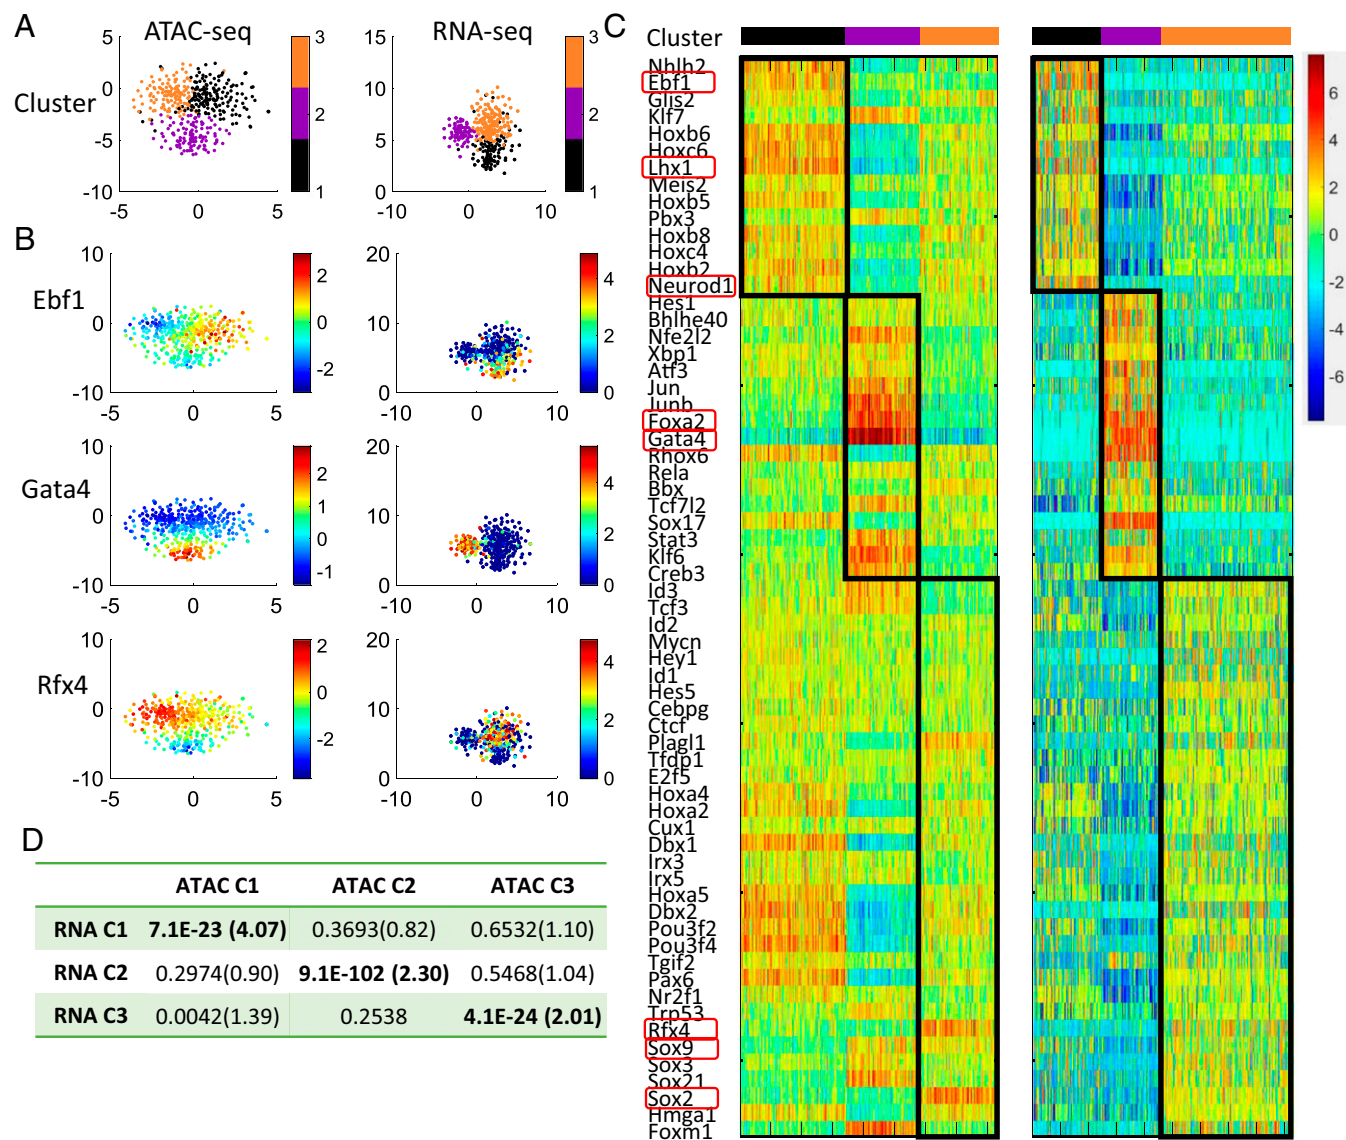 A
ATAC-seq
RNA-seq
Cluster
5
0
-5
-10
-5
0
5
3
2
1
15
10
5
0
0
10
3
2
1
B
Ebf1
10
0
-10
-5
0
5
2
0
-2
20
10
0
-10
0
10
4
2
0
Gata4
10
0
-10
-5
0
5
2
1
0
-1
20
10
0
-10
0
10
4
2
0
Rfx4
10
0
-10
-5
0
5
2
0
-2
20
10
0
-10
0
10
4
2
0
C
Cluster
Nhlh2
Ebf1
Glis2
Klf7
Hoxb6
Hoxc6
Lhx1
Meis2
Hoxb5
Pbx3
Hoxb8
Hoxc4
Hoxb2
Neurod1
Hes1
Bhlhe40
Nfe2l2
Xbp1
Atf3
Jun
Junb
Foxa2
Gata4
Rhox6
Rela
Bbx
Tcf7l2
Sox17
Stat3
Klf6
Creb3
Id3
Tcf3
Id2
Mycn
Hey1
Id1
Hes5
Cebpg
Ctcf
Plagl1
Tfdp1
E2f5
Hoxa4
Hoxa2
Cux1
Dbx1
Irx3
Irx5
Hoxa5
Dbx2
Pou3f2
Pou3f4
Tgif2
Pax6
Nr2f1
Trp53
Rfx4
Sox9
Sox3
Sox21
Sox2
Hmga1
Foxm1
6
4
2
0
-2
-4
-6
D
ATAC C1 ATAC C2 ATAC C3
RNA C1 7.1E-23 (4.07) 0.3693(0.82) 0.6532(1.10)
RNA C2 0.2974(0.90) 9.1E-102 (2.30) 0.5468(1.04)
RNA C3 0.0042(1.39) 0.2538 4.1E-24 (2.01)